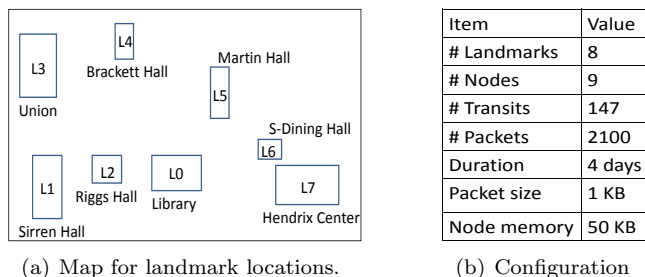 L4
Martin Hall
L3
Brackett Hall
L5
Union
S-Dining Hall
L6
L1
L2
L0
L7
Riggs Hall
Library
Sirren Hall
Hendrix Center
(a) Map for landmark locations.
Item Value
# Landmarks 8
# Nodes 9
# Transits 147
# Packets 2100
Duration 4 days
Packet size 1 KB
Node memory 50 KB
(b) Configuration